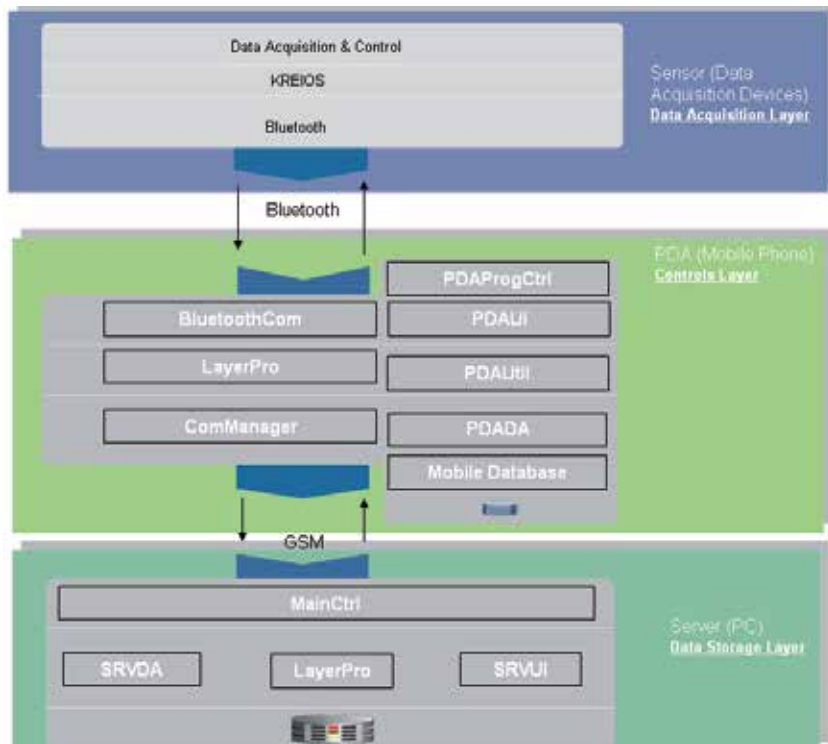 Data Acquisition & Control
KREIOS
Bluetooth
Sensor (Data
Acquisition Devices)
Data Acquisition Layer
Bluetooth
PDA (Mobile Phone)
Controls Layer
BluetoothCom
LayerPro
ComManager
PDAProgCtrl
PDAUI
PDAUtil
PDADA
Mobile Database
GSM
Server (PC)
Data Storage Layer
MainCtrl
SRVDA
LayerPro
SRVUI